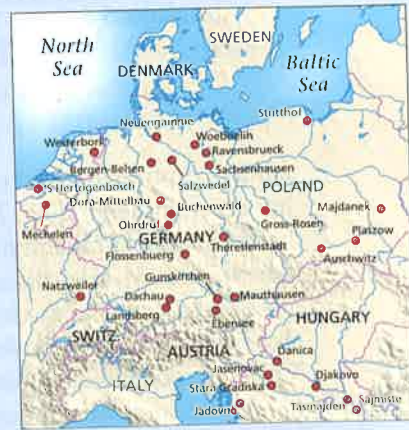 North
Sea
SWEDEN
Baltic
Sea
DENMARK
Stutthof
Neuengamme
Woebbelin
Westerbork
Ravensbrueck
Bergen-Belsen
Sachsenhausen
'S Hertogenbosch
Salzwedel
POLAND
Dora-Mittelbau
Buchenwald
Majdanek
Ohrdruf
Gross-Rosen
Plaszow
Mechelen
GERMANY
Theresienstadt
Auschwitz
Flossenbuerg
Natzweiler
Gunskirchen
Dachau
Mauthausen
Landsberg
Ebensee
HUNGARY
SWITZ.
AUSTRIA
Danica
Jasenovac
Djakovo
ITALY
Stara Gradiska
Sajmiste
Jadovno
Tasmajdan